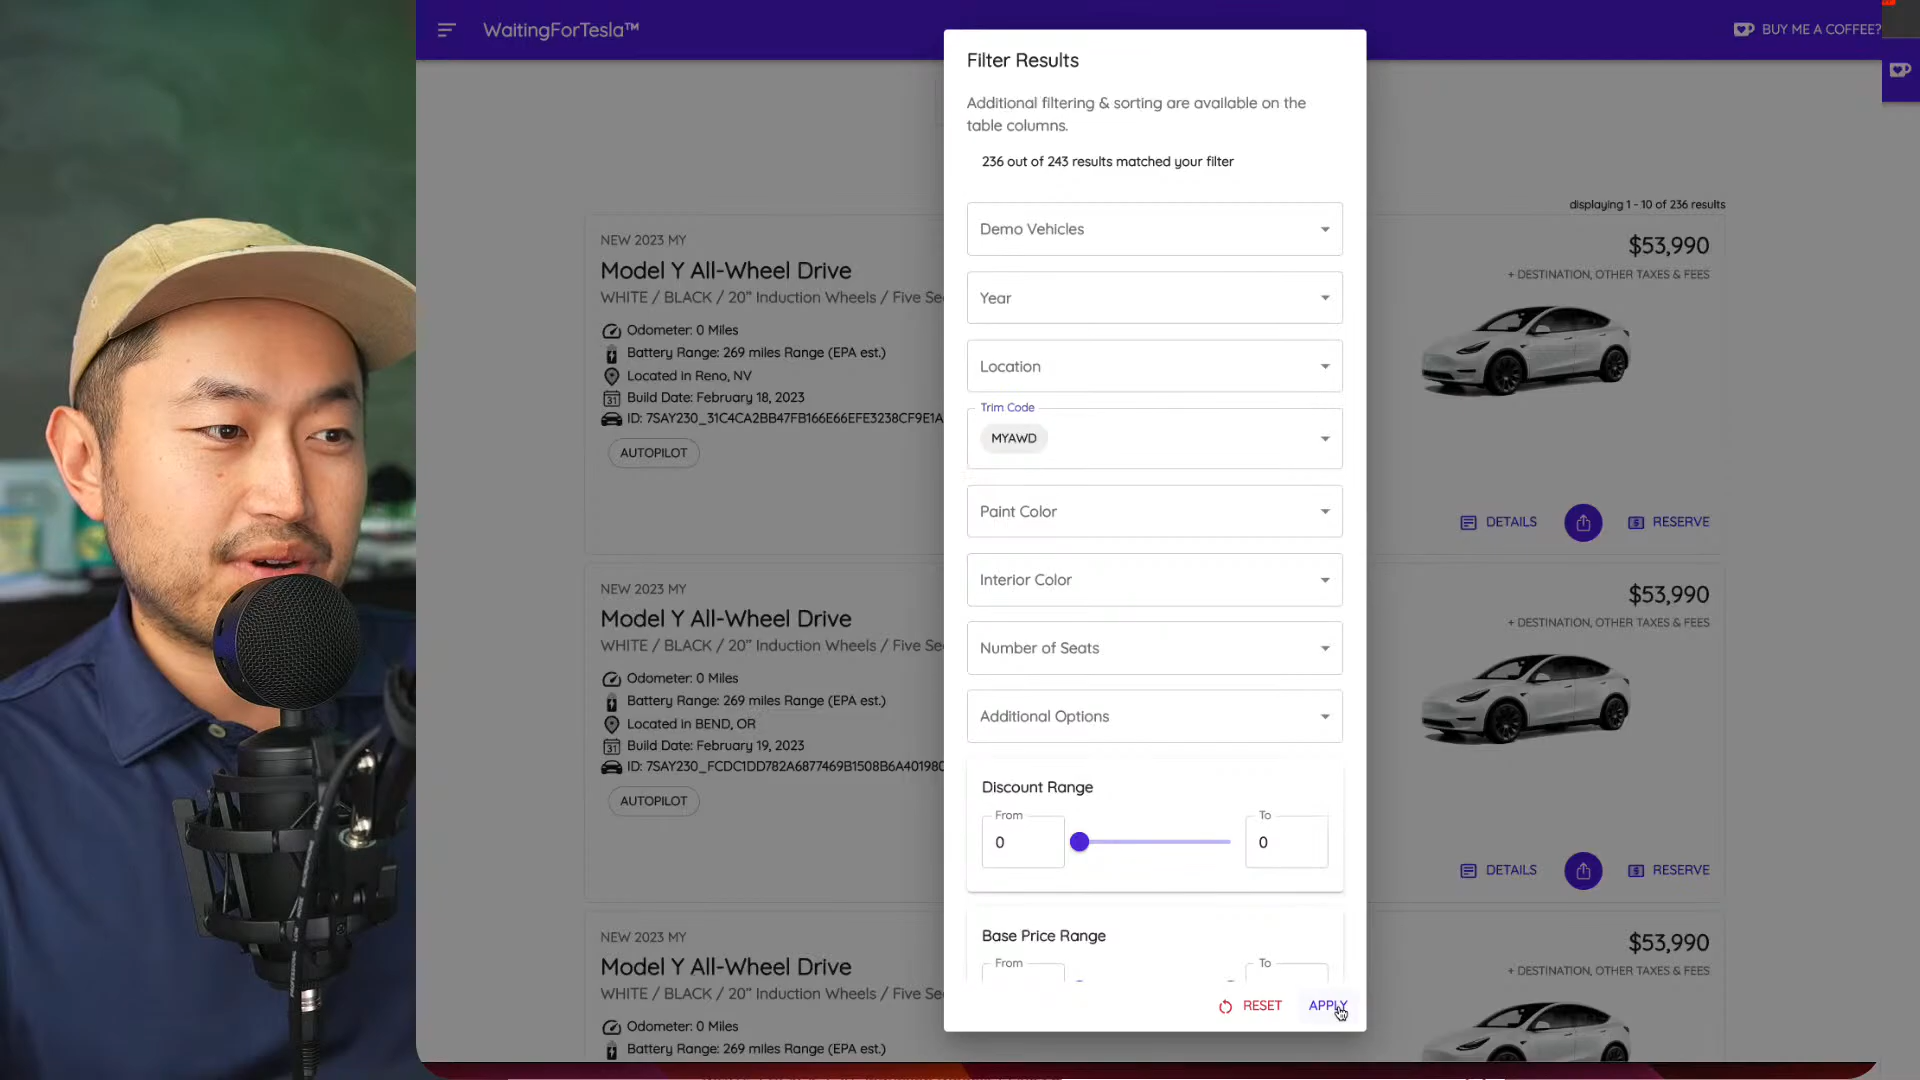 WaitingForTesla™
BUY ME A COFFEE?
displaying 1 - 10 of 236 results
NEW 2023 MY
Model Y All-Wheel Drive
WHITE / BLACK / 20" Induction Wheels / Five Se
Odometer: 0 Miles
Battery Range: 269 miles Range (EPA est.)
Located in Reno, NV
31 Build Date: February 18, 2023
ID: 7SAY230_31C4CA2BB47FB166E66EFE3238CF9E1A
AUTOPILOT
$53,990
+ DESTINATION, OTHER TAXES & FEES
DETAILS
RESERVE
NEW 2023 MY
Model Y All-Wheel Drive
WHITE / BLACK / 20" Induction Wheels / Five Se
Odometer: 0 Miles
Battery Range: 269 miles Range (EPA est.)
Located in BEND, OR
31 Build Date: February 19, 2023
ID: 7SAY230_FCDC1DD782A6877469B1508B6A401980
AUTOPILOT
$53,990
+ DESTINATION, OTHER TAXES & FEES
DETAILS
RESERVE
NEW 2023 MY
Model Y All-Wheel Drive
WHITE / BLACK / 20" Induction Wheels / Five Se
Odometer: 0 Miles
Battery Range: 269 miles Range (EPA est.)
$53,990
+ DESTINATION, OTHER TAXES & FEES
Filter Results
Additional filtering & sorting are available on the
table columns.
236 out of 243 results matched your filter
Demo Vehicles
Year
Location
Trim Code
MYAWD
Paint Color
Interior Color
Number of Seats
Additional Options
Discount Range
From
0
To
0
Base Price Range
From
To
RESET
APPLY